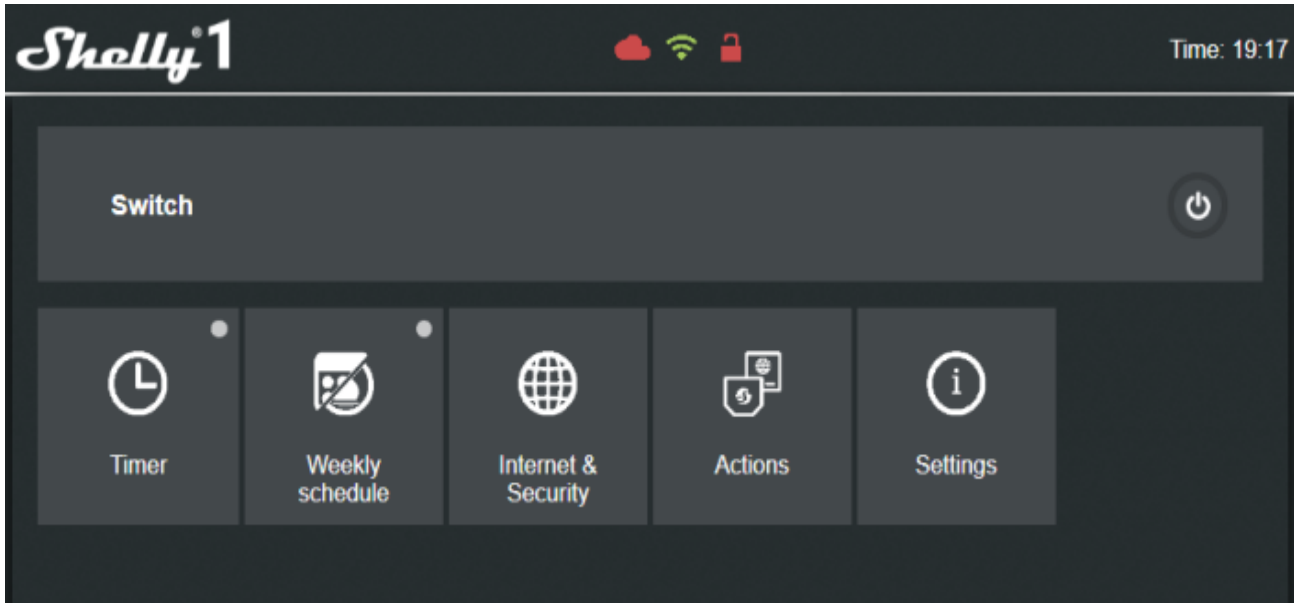 Shelly®1
Time: 19:17
Switch
Timer
Weekly
schedule
Internet &
Security
Actions
Settings